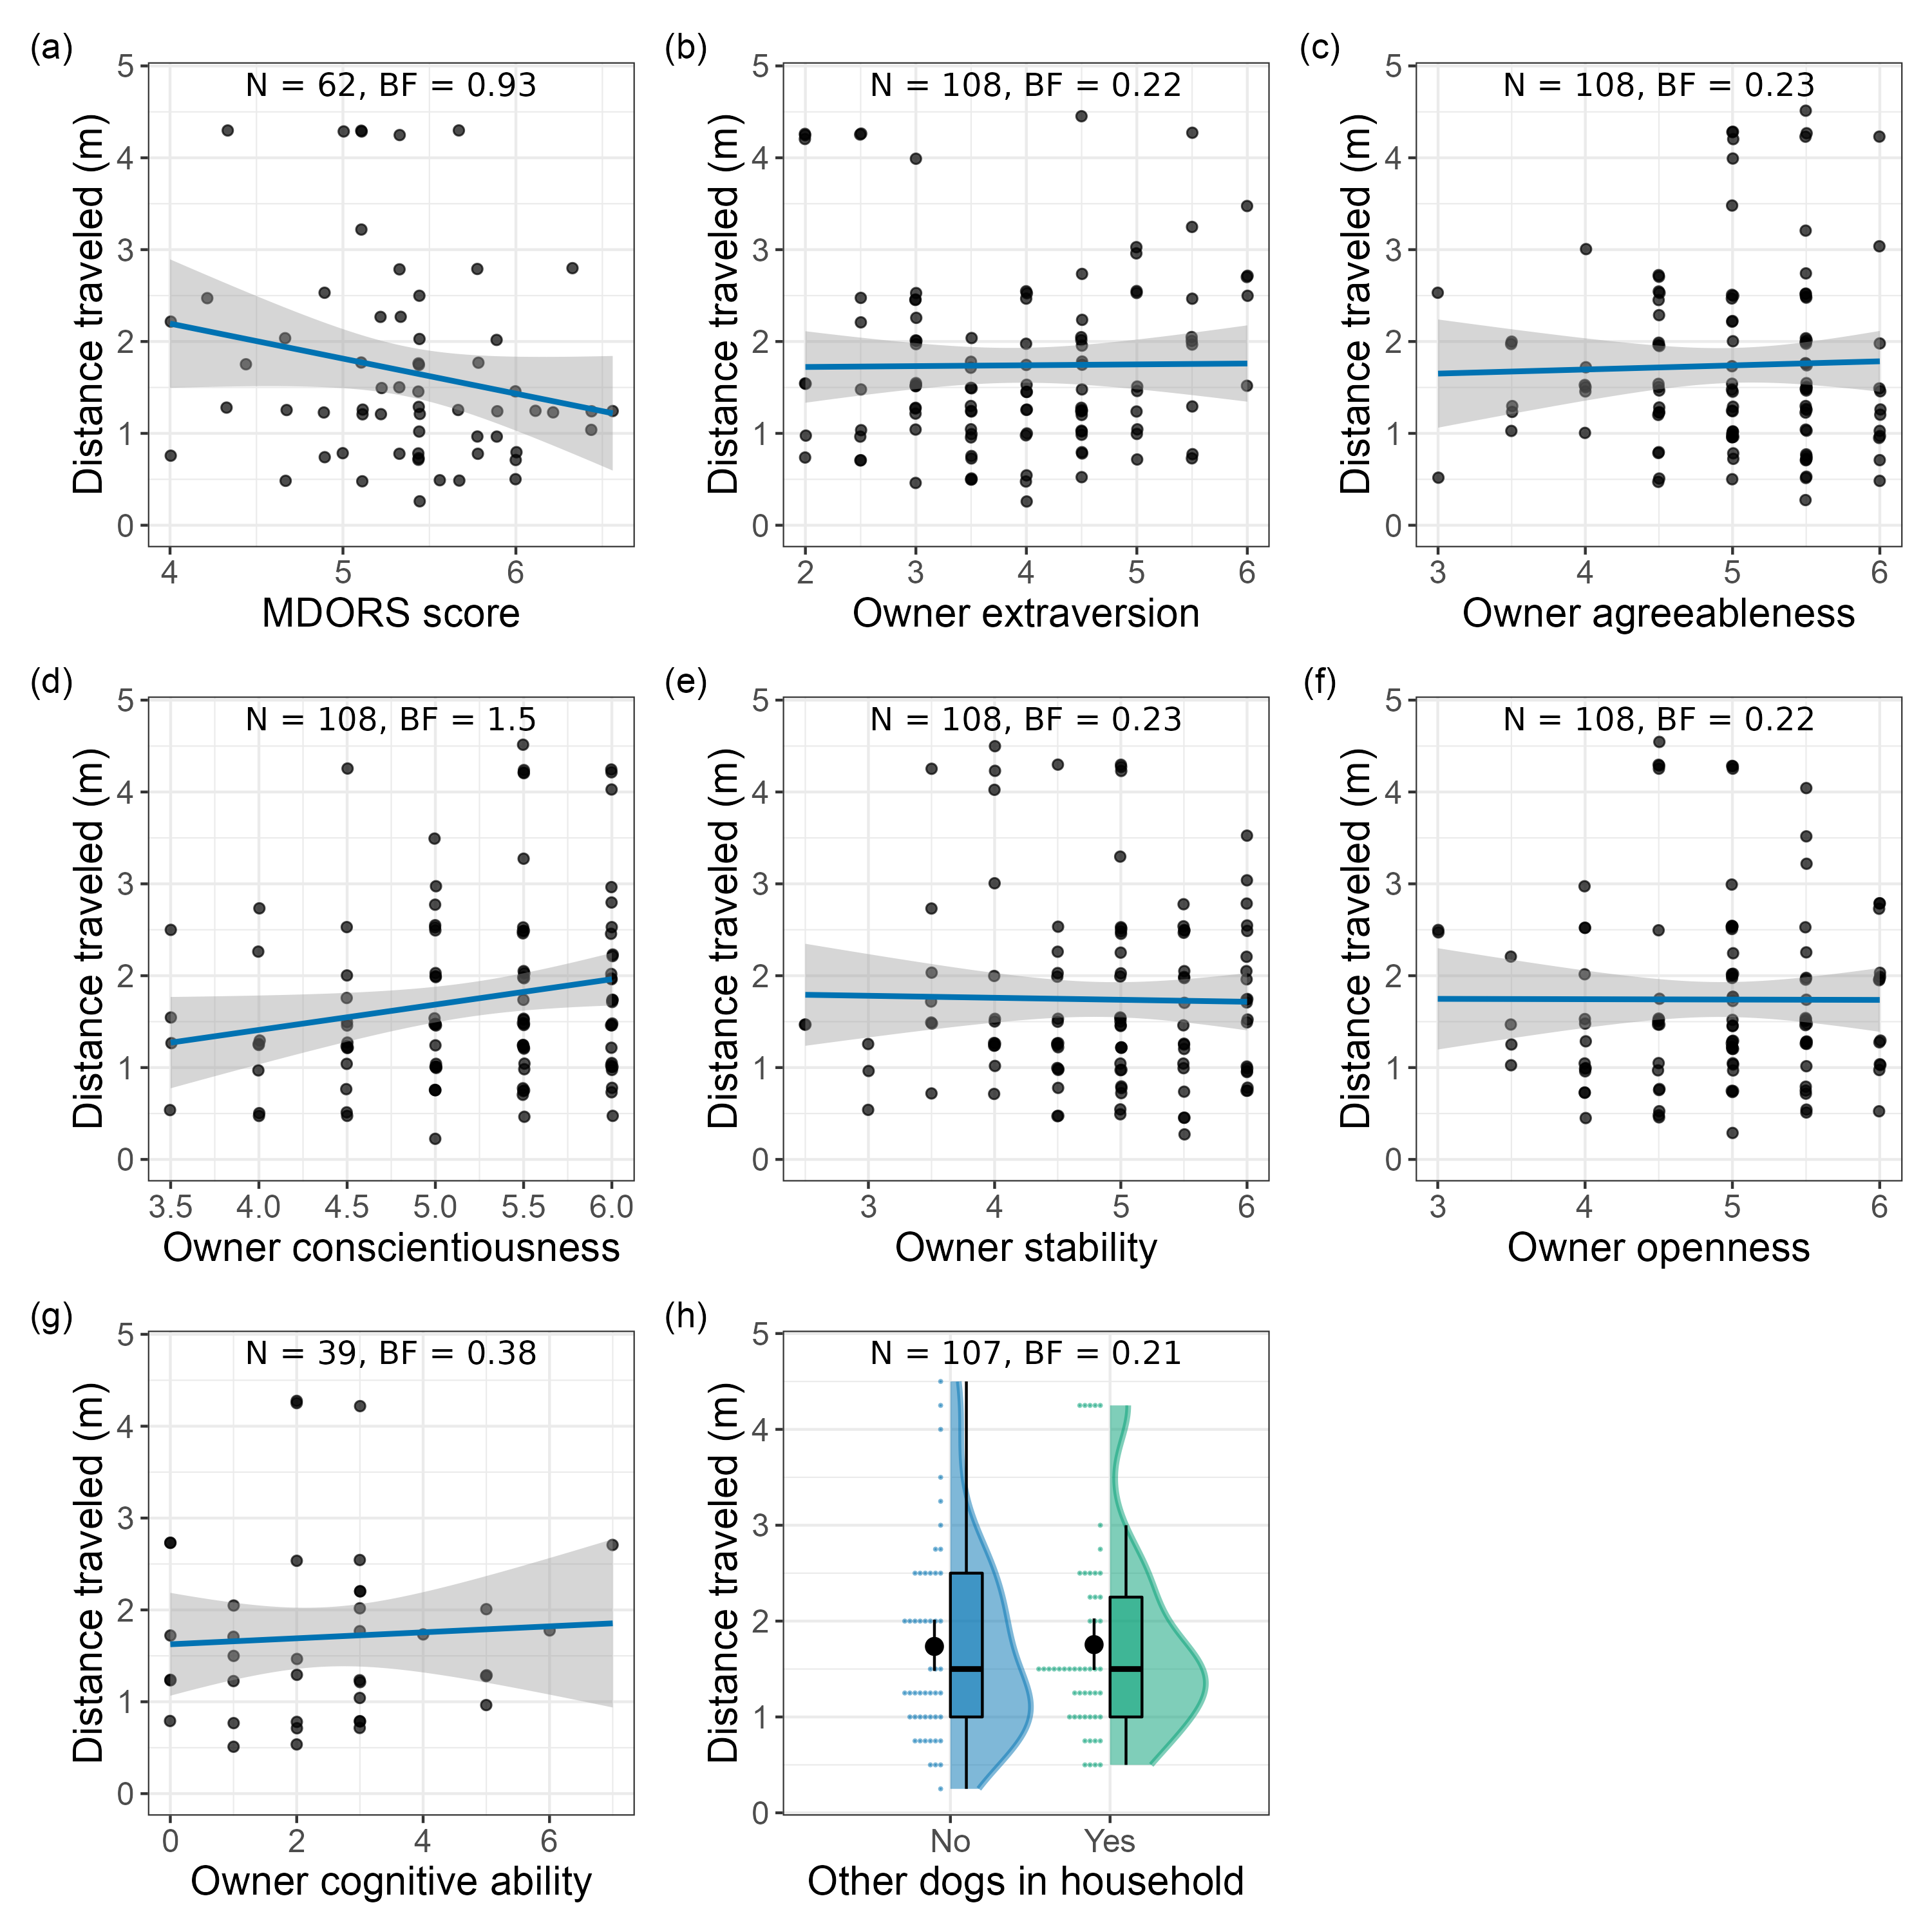 (a)
N = 62, BF = 0.93
Distance traveled (m)
5
4
3
2
1
0
4 5 6
MDORS score
(b)
N = 108, BF = 0.22
Distance traveled (m)
5
4
3
2
1
0
2 3 4 5 6
Owner extraversion
(c)
N = 108, BF = 0.23
Distance traveled (m)
5
4
3
2
1
0
3 4 5 6
Owner agreeableness
(d)
N = 108, BF = 1.5
Distance traveled (m)
5
4
3
2
1
0
3.5 4.0 4.5 5.0 5.5 6.0
Owner conscientiousness
(e)
N = 108, BF = 0.23
Distance traveled (m)
5
4
3
2
1
0
3 4 5 6
Owner stability
(f)
N = 108, BF = 0.22
Distance traveled (m)
5
4
3
2
1
0
3 4 5 6
Owner openness
(g)
N = 39, BF = 0.38
Distance traveled (m)
5
4
3
2
1
0
0 2 4 6
Owner cognitive ability
(h)
N = 107, BF = 0.21
Distance traveled (m)
5
4
3
2
1
0
No Yes
Other dogs in household